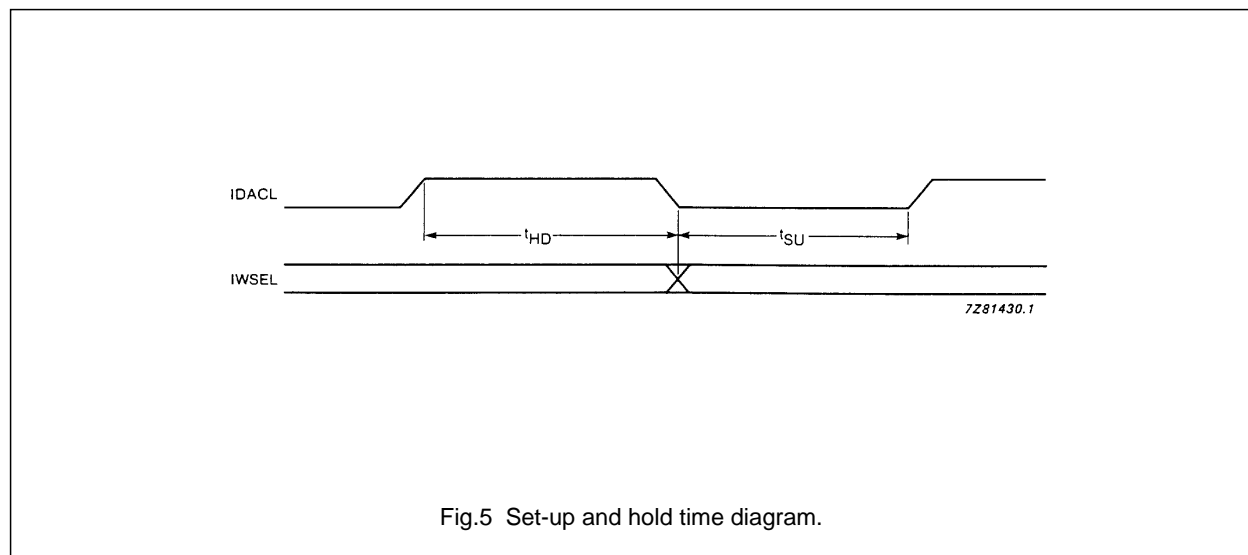 IDACL
tHD
tSU
IWSEL
7Z81430.1
Fig.5 Set-up and hold time diagram.